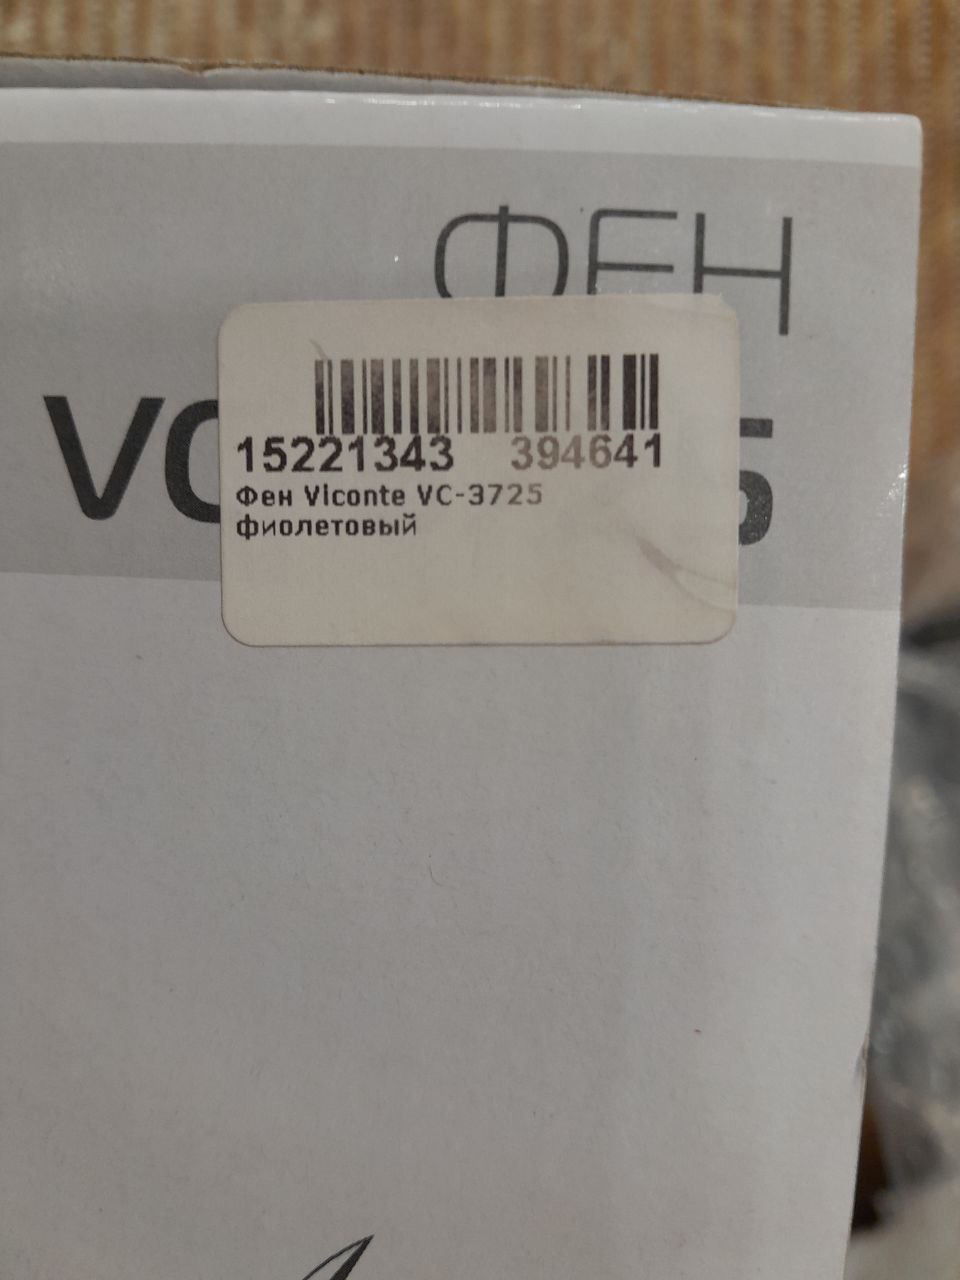 ФЕН
15221343 394641
Фен Viconte VC-3725
фиолетовый